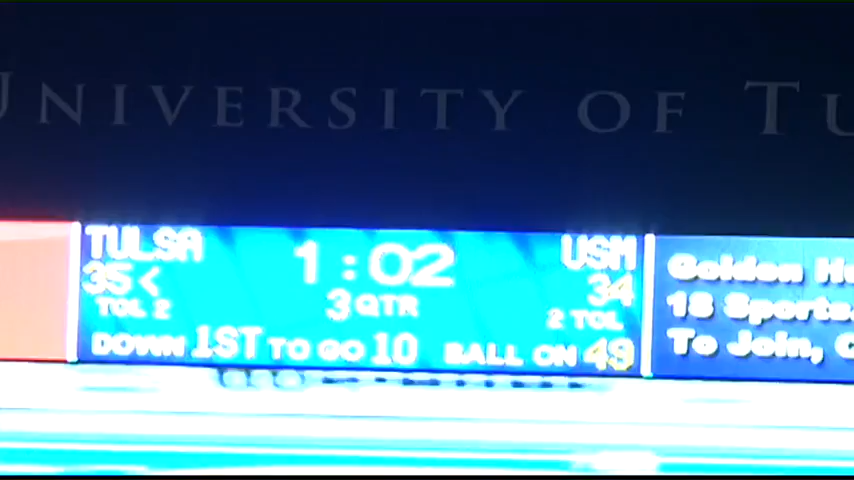 UNIVERSITY OF TU
TULSA 1:02 USM
35< 34
TOL 2 3 QTR 2 TOL
DOWN 1ST TO GO 10 BALL ON 49
Golden Hu
18 Sports
To Join,